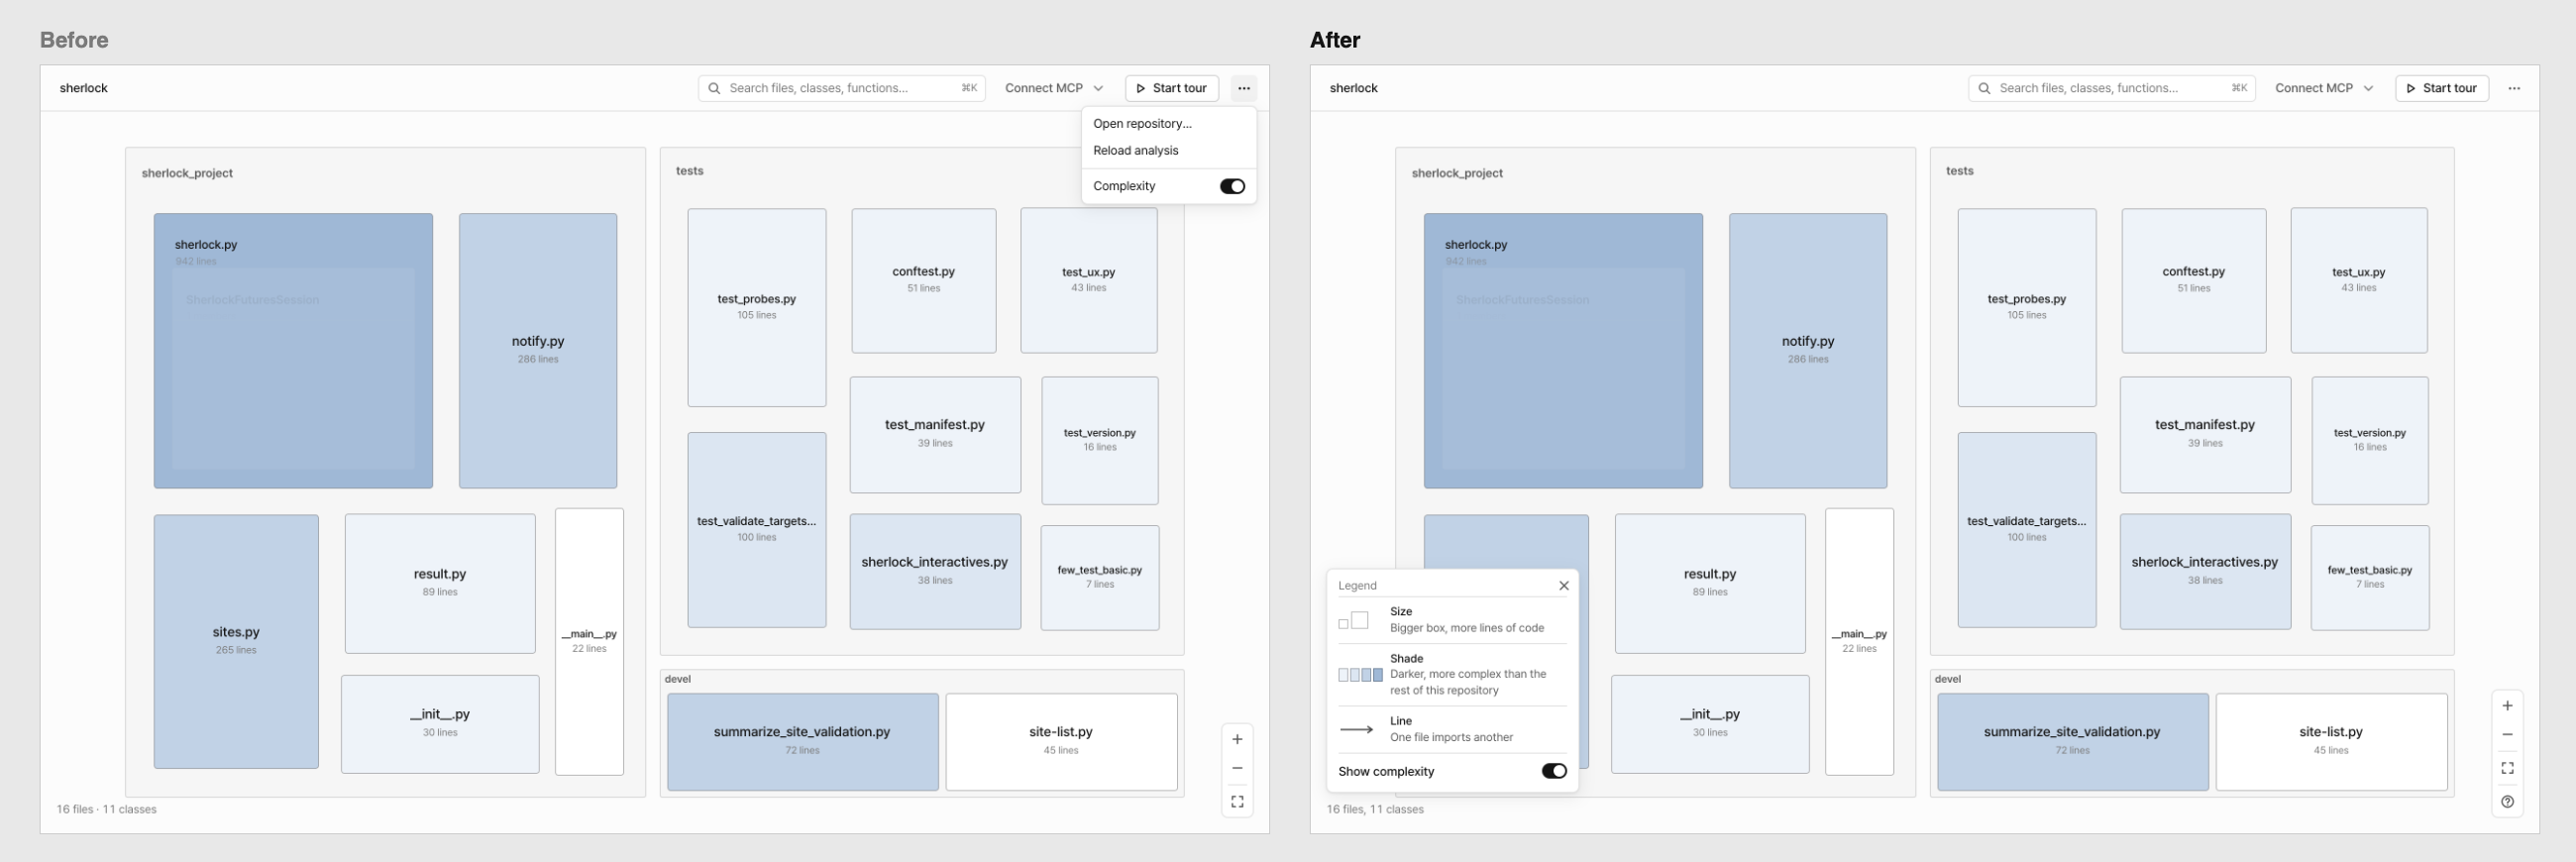 Before
sherlock
Search files, classes, functions... ⌘K
Connect MCP
Start tour
Open repository...
Reload analysis
Complexity
sherlock_project
sherlock.py
942 lines
SherlockFuturesSession
notify.py
286 lines
sites.py
265 lines
result.py
89 lines
__init__.py
30 lines
__main__.py
22 lines
tests
test_probes.py
105 lines
conftest.py
51 lines
test_ux.py
43 lines
test_manifest.py
39 lines
test_version.py
16 lines
test_validate_targets...
100 lines
sherlock_interactives.py
38 lines
few_test_basic.py
7 lines
devel
summarize_site_validation.py
72 lines
site-list.py
45 lines
16 files · 11 classes
After
sherlock
Search files, classes, functions... ⌘K
Connect MCP
Start tour
sherlock_project
sherlock.py
942 lines
SherlockFuturesSession
notify.py
286 lines
result.py
89 lines
__init__.py
30 lines
__main__.py
22 lines
Legend
Size
Bigger box, more lines of code
Shade
Darker, more complex than the
rest of this repository
Line
One file imports another
Show complexity
tests
test_probes.py
105 lines
conftest.py
51 lines
test_ux.py
43 lines
test_manifest.py
39 lines
test_version.py
16 lines
test_validate_targets...
100 lines
sherlock_interactives.py
38 lines
few_test_basic.py
7 lines
devel
summarize_site_validation.py
72 lines
site-list.py
45 lines
16 files, 11 classes